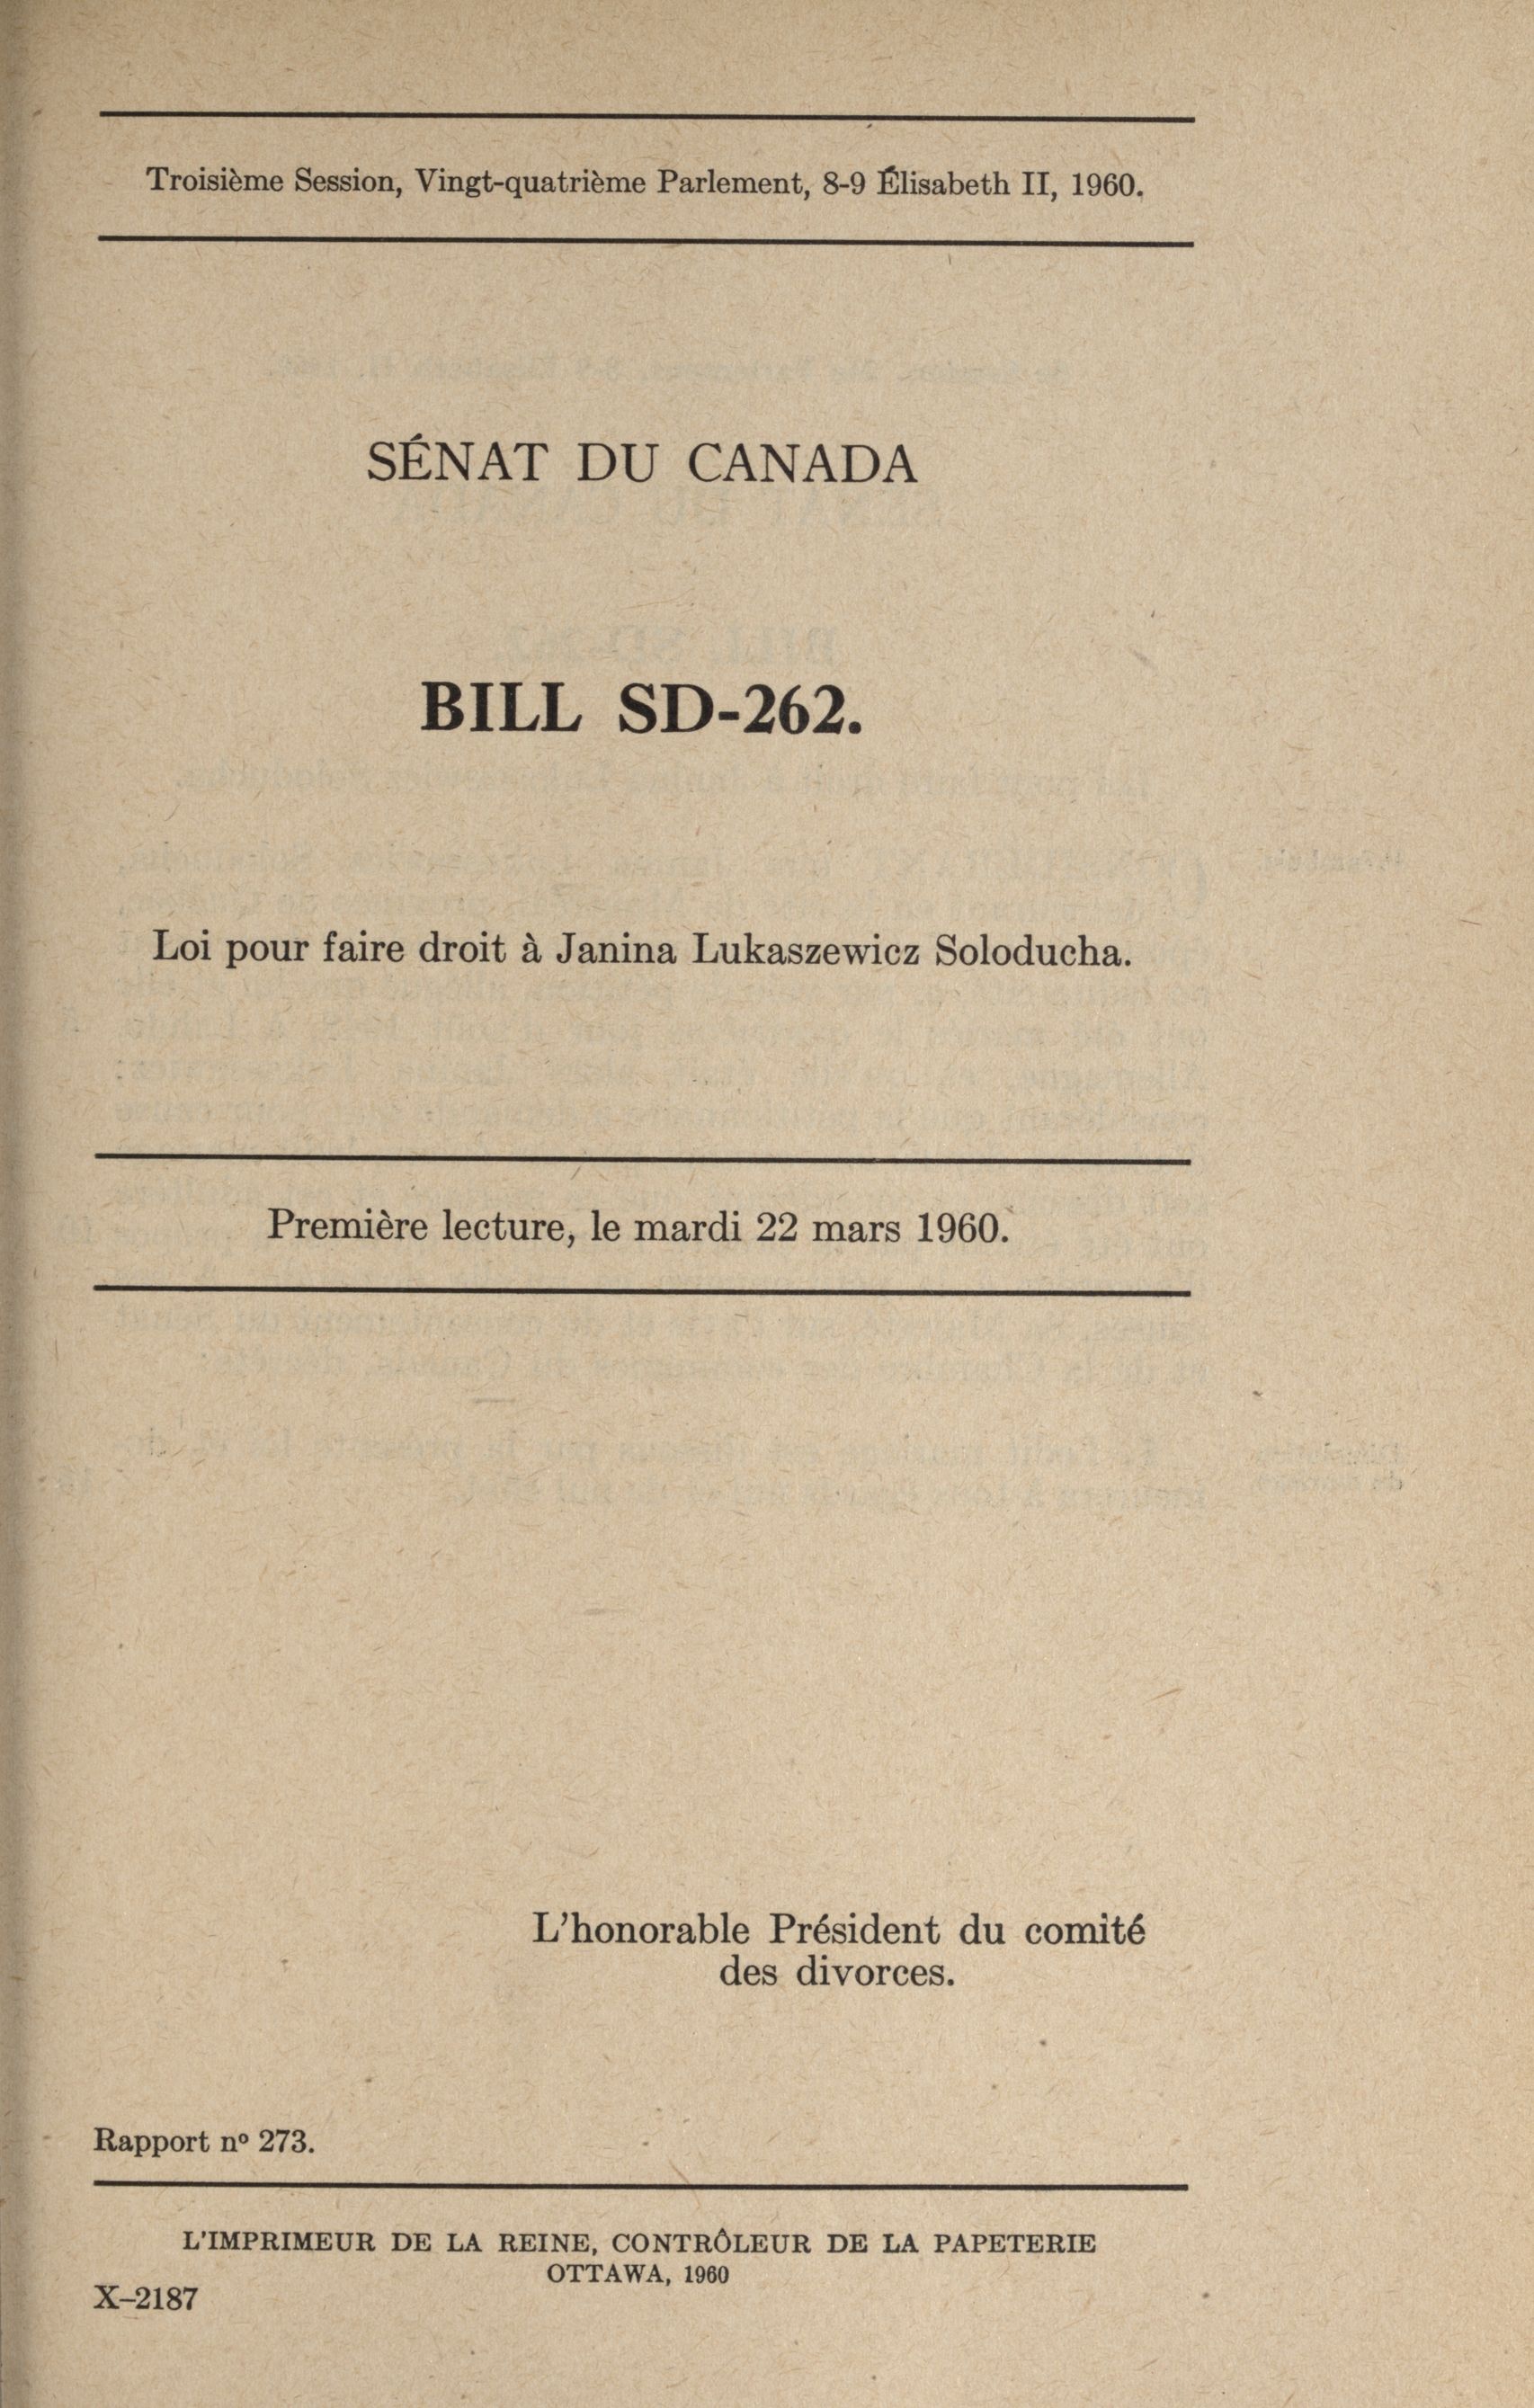 Troisième Session, Vingt-quatrième Parlement, 8-9 Élisabeth II, 1960.
SÉNAT DU CANADA
BILL SD-262.
Loi pour faire droit à Janina Lukaszewicz Soloducha.
Première lecture, le mardi 22 mars 1960.
L'honorable Président du comité
des divorces.
Rapport nº 273.
L'IMPRIMEUR DE LA REINE, CONTRÔLEUR DE LA PAPETERIE
OTTAWA, 1960
X–2187